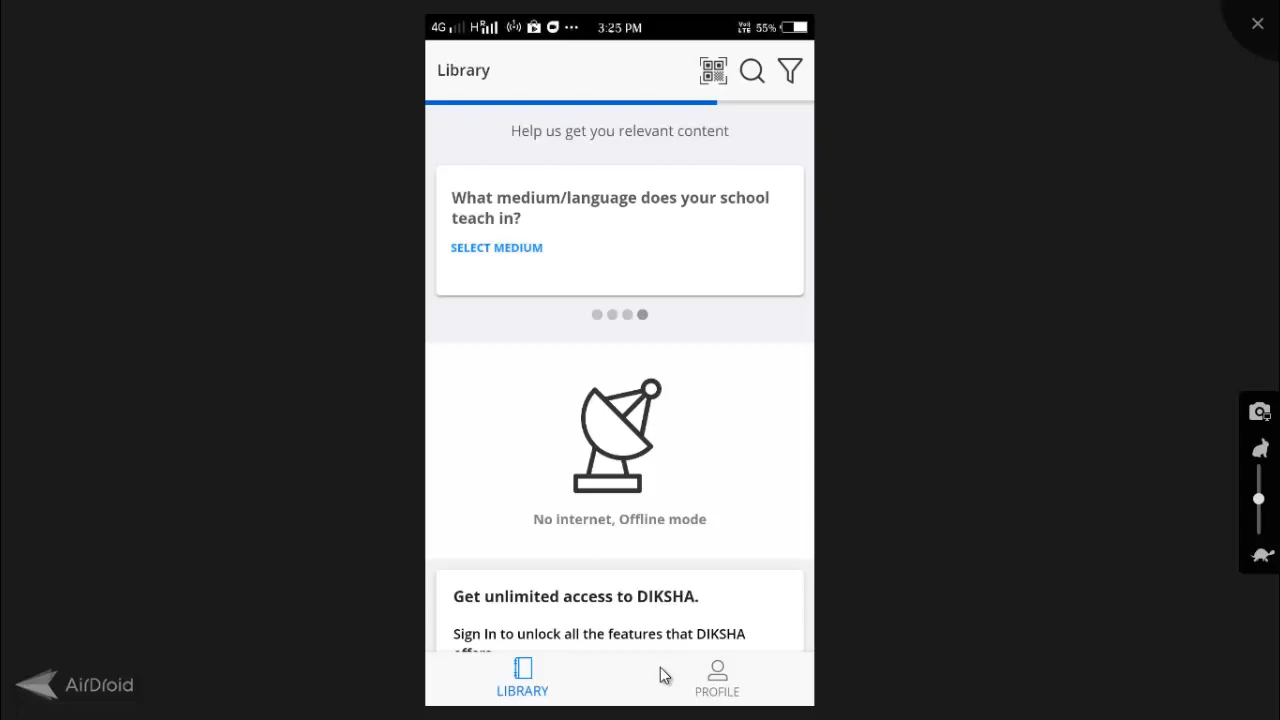 4G H R 3:25 PM VoLTE 55%
Library
Help us get you relevant content
What medium/language does your school
teach in?
SELECT MEDIUM
No internet, Offline mode
Get unlimited access to DIKSHA.
Sign In to unlock all the features that DIKSHA
offers
LIBRARY
PROFILE
AirDroid